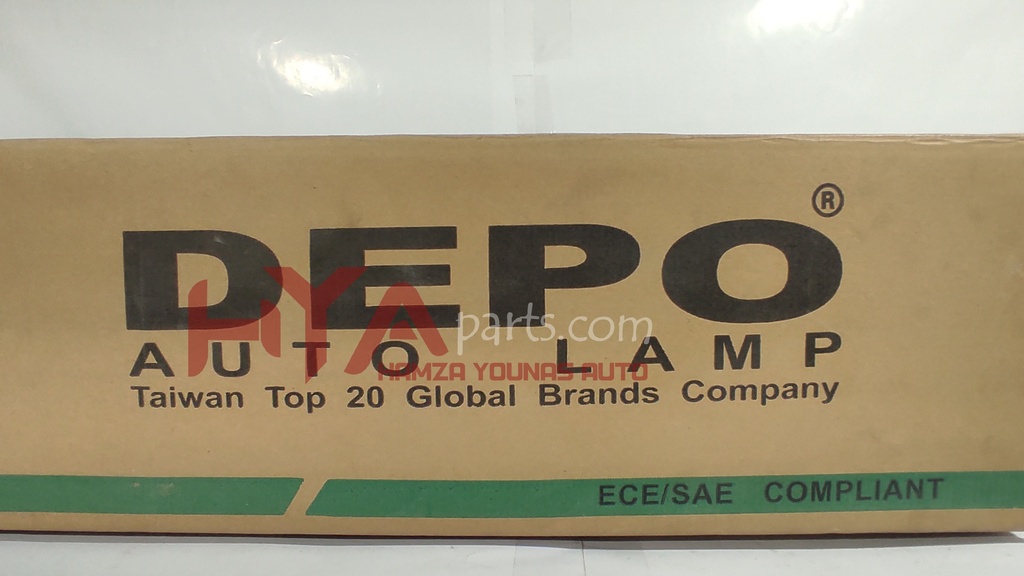 DEPO®
HYAparts.com
AUTO LAMP
HAMZA YOUNAS AUTO
Taiwan Top 20 Global Brands Company
ECE/SAE COMPLIANT